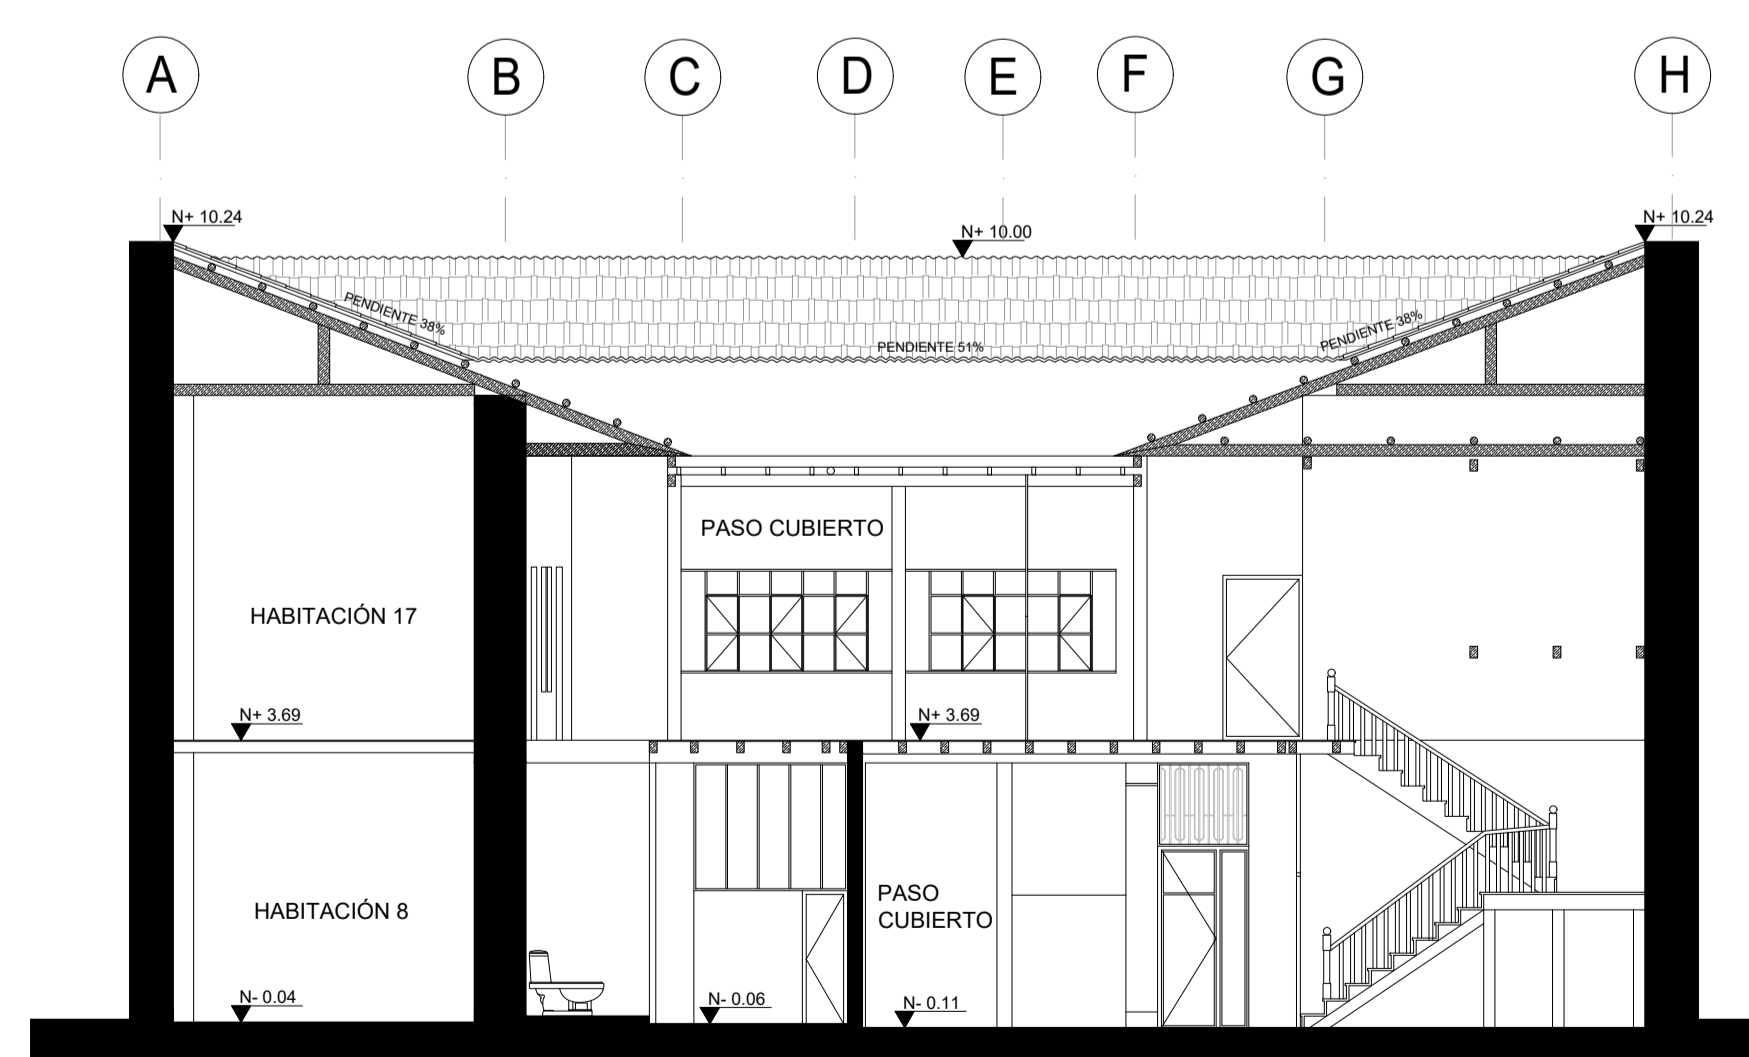 A B C D E F G H
N+ 10.24
N+ 10.00
N+ 10.24
PENDIENTE 38%
PENDIENTE 51%
PENDIENTE 38%
PASO CUBIERTO
HABITACIÓN 17
N+ 3.69
N+ 3.69
HABITACIÓN 8
PASO
CUBIERTO
N- 0.04
N- 0.06
N- 0.11